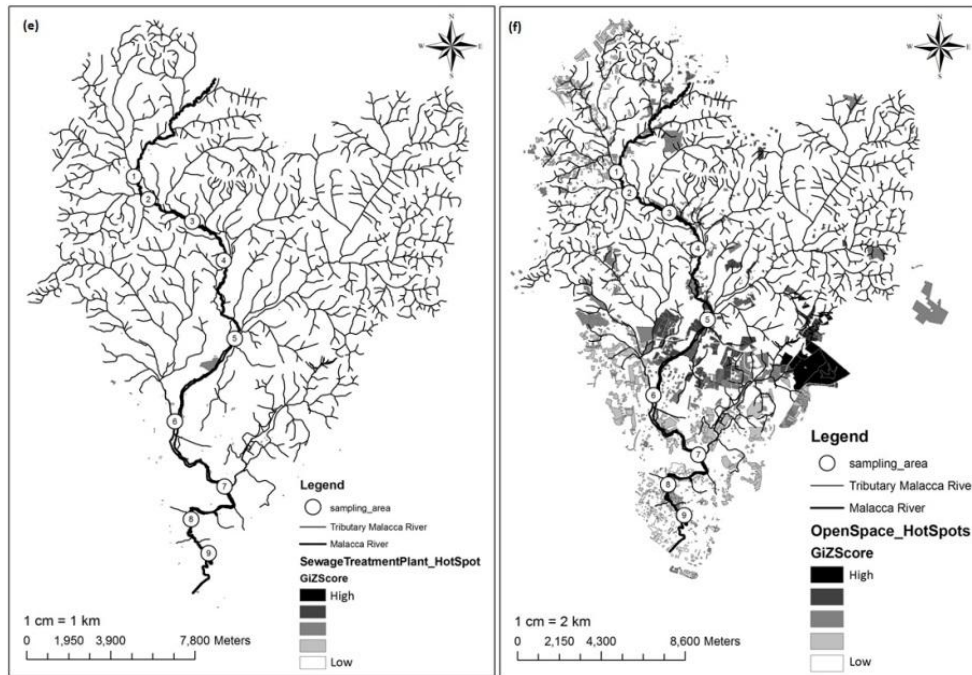 (e)
N
W E
S
1
2
3
4
5
6
7
8
9
Legend
sampling_area
Tributary Malacca River
Malacca River
SewageTreatmentPlant_HotSpot
GiZScore
High
Low
1 cm = 1 km
0 1,950 3,900 7,800 Meters
(f)
N
W E
S
1
2
3
4
5
6
7
8
9
Legend
sampling_area
Tributary Malacca River
Malacca River
OpenSpace_HotSpots
GiZScore
High
Low
1 cm = 2 km
0 2,150 4,300 8,600 Meters